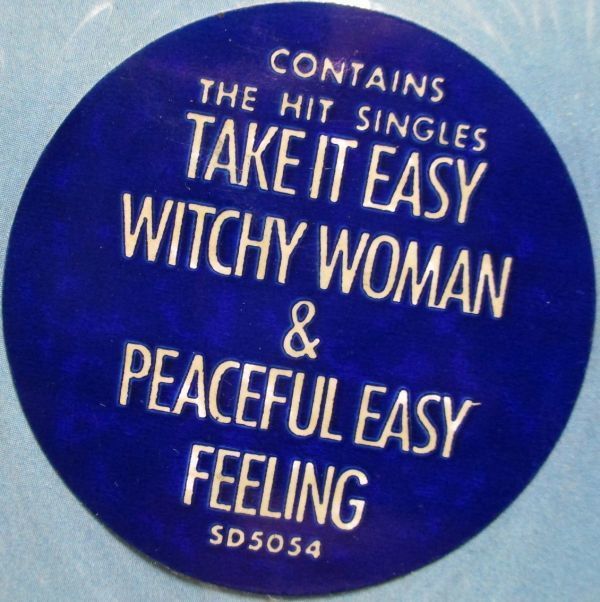 CONTAINS
THE HIT SINGLES
TAKE IT EASY
WITCHY WOMAN
&
PEACEFUL EASY
FEELING
SD5054